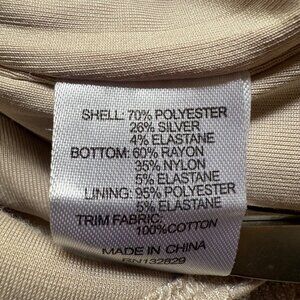 SHELL: 70% POLYESTER
26% SILVER
4% ELASTANE
BOTTOM: 60% RAYON
35% NYLON
5% ELASTANE
LINING: 95% POLYESTER
5% ELASTANE
TRIM FABRIC:
100%COTTON
MADE IN CHINA
RN132829